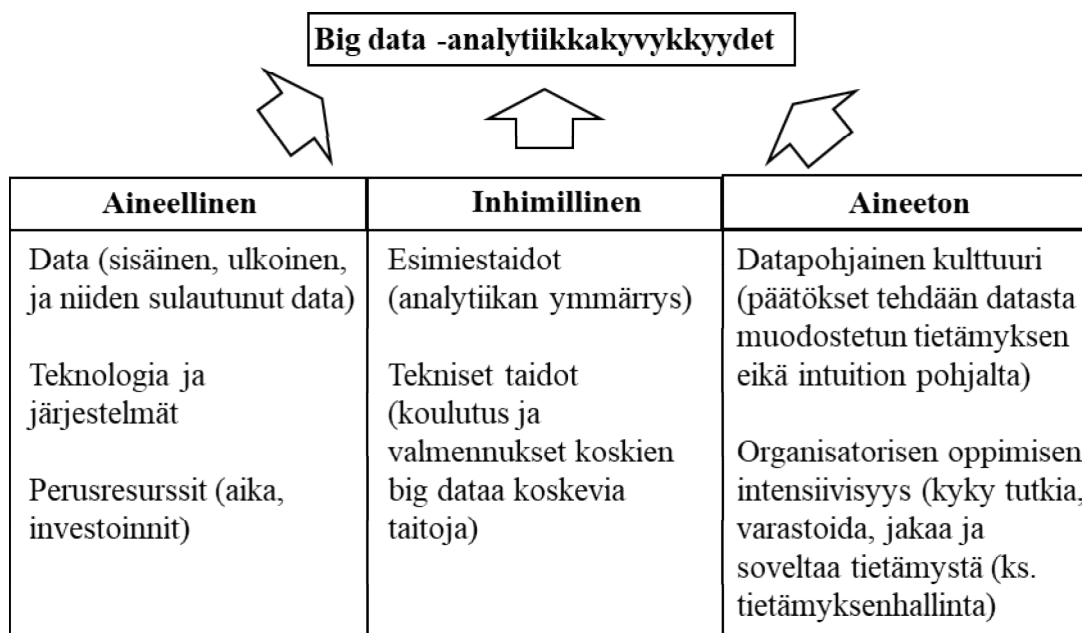 Big data -analytiikkakyvykkyydet
Aineellinen
Data (sisäinen, ulkoinen,
ja niiden sulautunut data)
Teknologia ja
järjestelmät
Perusresurssit (aika,
investoinnit)
Inhimillinen
Esimiestaidot
(analytiikan ymmärrys)
Tekniset taidot
(koulutus ja
valmennukset koskien
big dataa koskevia
taitoja)
Aineeton
Datapohjainen kulttuuri
(päätökset tehdään datasta
muodostetun tietämyksen
eikä intuition pohjalta)
Organisatorisen oppimisen
intensiivisyys (kyky tutkia,
varastoida, jakaa ja
soveltaa tietämystä (ks.
tietämyksenhallinta)